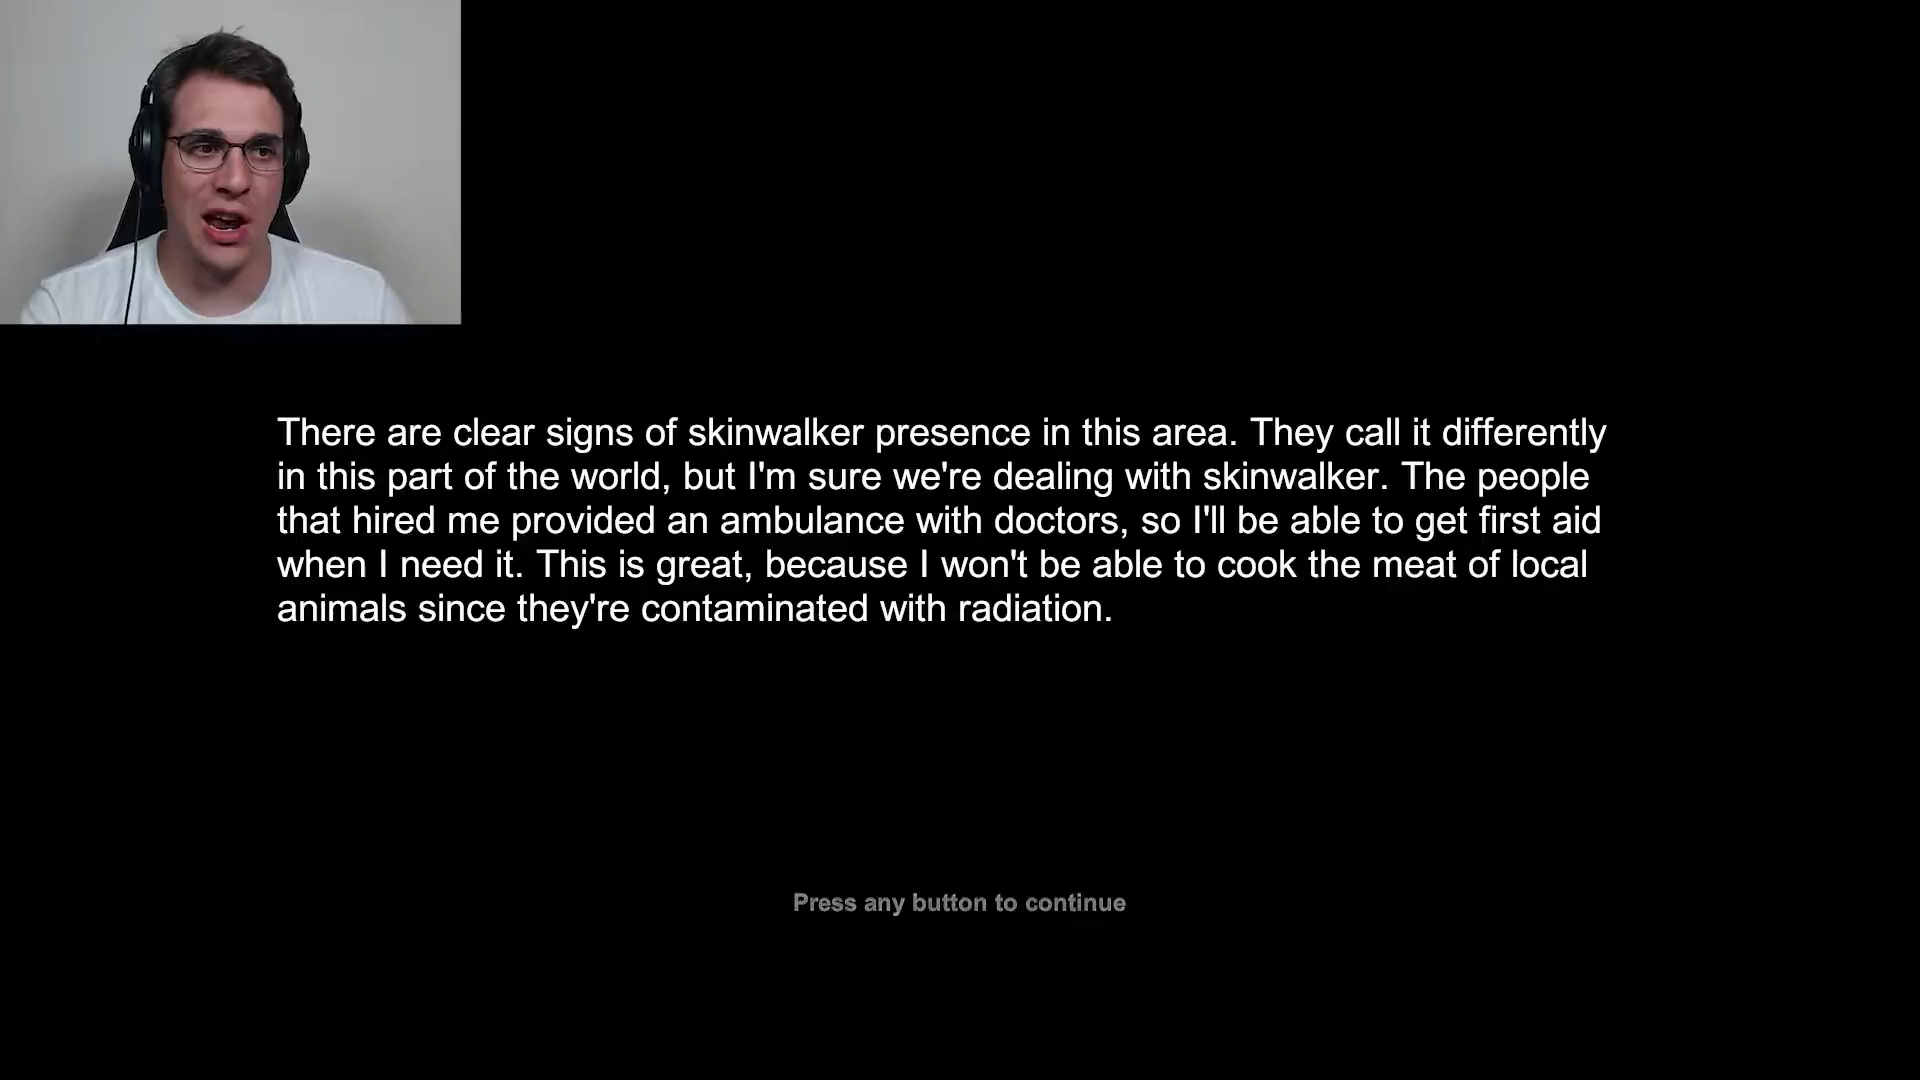 There are clear signs of skinwalker presence in this area. They call it differently
in this part of the world, but I'm sure we're dealing with skinwalker. The people
that hired me provided an ambulance with doctors, so I'll be able to get first aid
when I need it. This is great, because I won't be able to cook the meat of local
animals since they're contaminated with radiation.
Press any button to continue